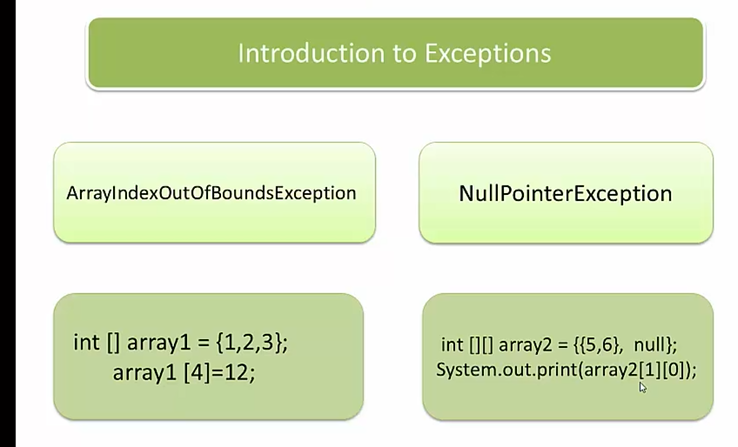 Introduction to Exceptions
ArrayIndexOutOfBoundsException
NullPointerException
int [] array1 = {1,2,3};
array1 [4]=12;
int [][] array2 = {{5,6}, null};
System.out.print(array2[1][0]);